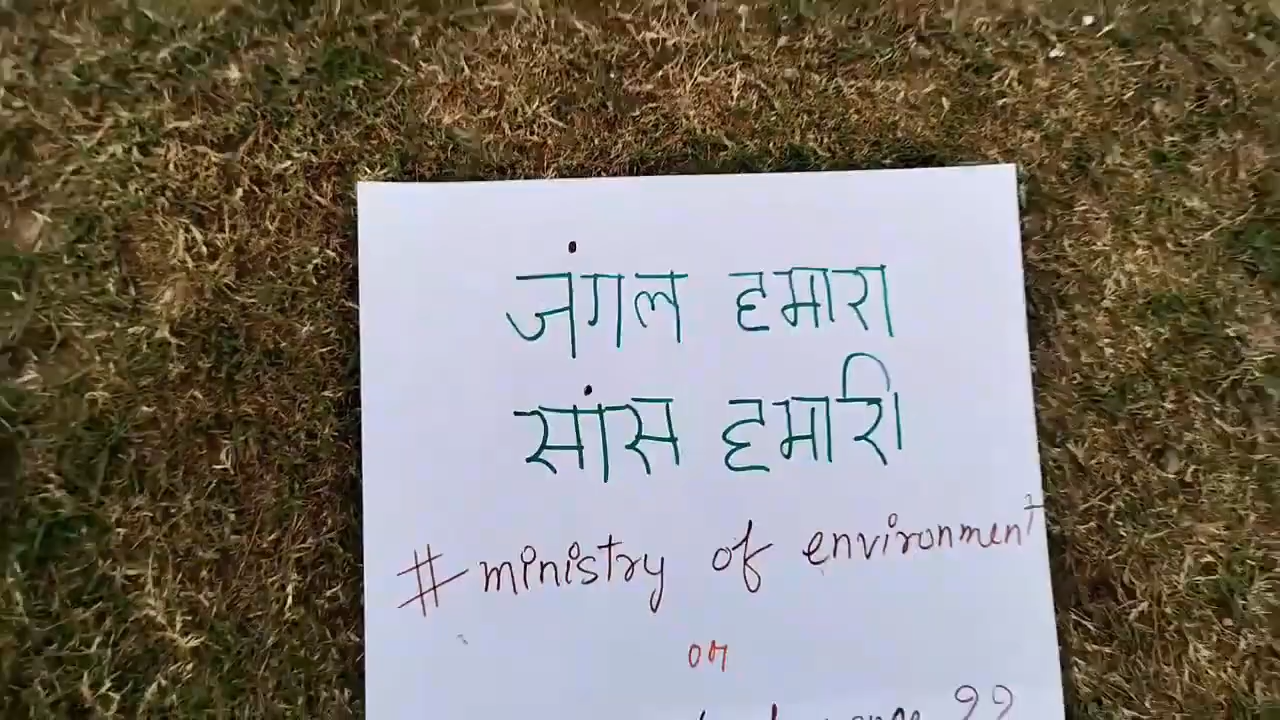 जंगल हमारा
सांस हमारी
#ministry of environment
or
??